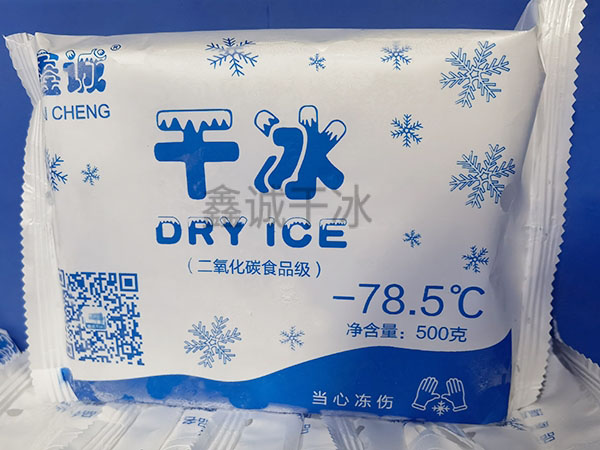 鑫诚®
N CHENG
干冰
鑫诚干冰
DRY ICE
（二氧化碳食品级）
-78.5℃
净含量：500克
当心冻伤